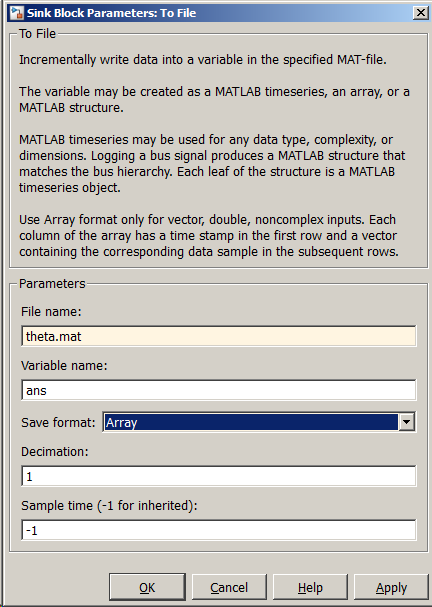 Sink Block Parameters: To File
To File
Incrementally write data into a variable in the specified MAT-file.
The variable may be created as a MATLAB timeseries, an array, or a
MATLAB structure.
MATLAB timeseries may be used for any data type, complexity, or
dimensions. Logging a bus signal produces a MATLAB structure that
matches the bus hierarchy. Each leaf of the structure is a MATLAB
timeseries object.
Use Array format only for vector, double, noncomplex inputs. Each
column of the array has a time stamp in the first row and a vector
containing the corresponding data sample in the subsequent rows.
Parameters
File name:
theta.mat
Variable name:
ans
Save format: Array
Decimation:
1
Sample time (-1 for inherited):
-1
OK Cancel Help Apply